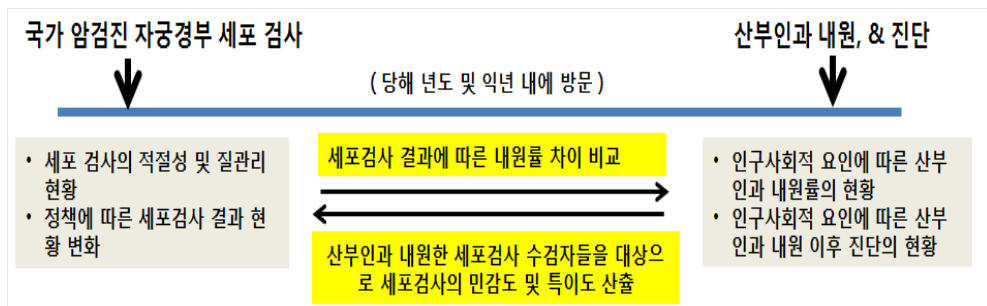 국가 암검진 자궁경부 세포 검사
산부인과 내원, & 진단
( 당해 년도 및 익년 내에 방문 )
• 세포 검사의 적절성 및 질관리
현황
• 정책에 따른 세포검사 결과 현
황 변화
세포검사 결과에 따른 내원률 차이 비교
산부인과 내원한 세포검사 수검자들을 대상으
로 세포검사의 민감도 및 특이도 산출
• 인구사회적 요인에 따른 산부
인과 내원률의 현황
• 인구사회적 요인에 따른 산부
인과 내원 이후 진단의 현황